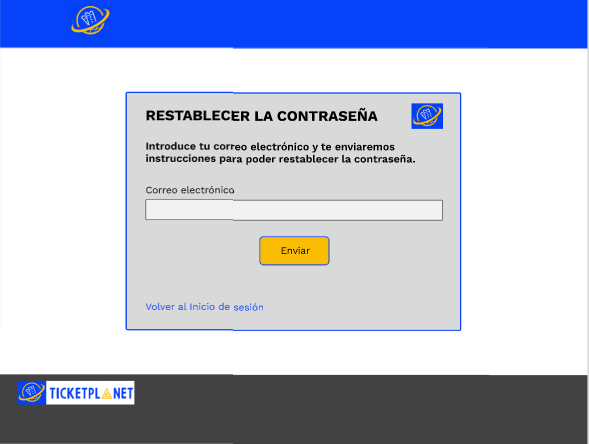 RESTABLECER LA CONTRASEÑA
Introduce tu correo electrónico y te enviaremos
instrucciones para poder restablecer la contraseña.
Correo electrónico
Enviar
Volver al Inicio de sesión
TICKETPLANET